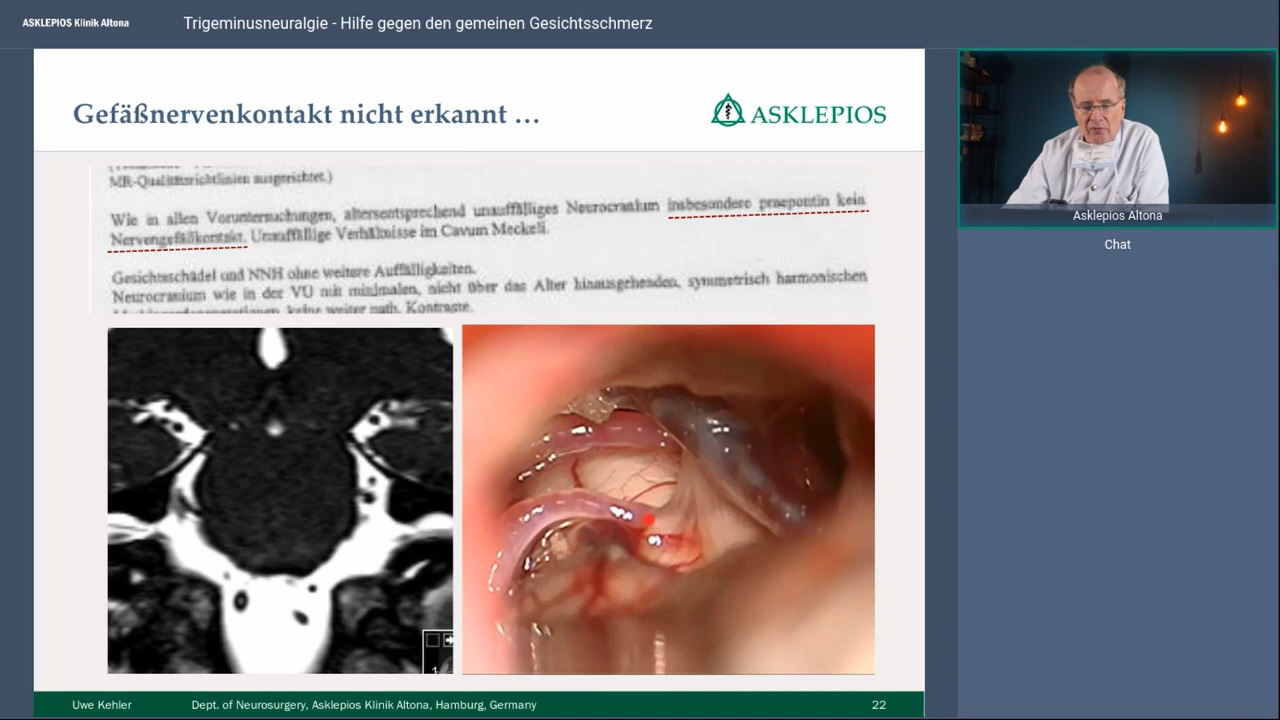 ASKLEPIOS Klinik Altona
Trigeminusneuralgie - Hilfe gegen den gemeinen Gesichtsschmerz
Gefäßnervenkontakt nicht erkannt ...
ASKLEPIOS
MR-Qualitätsrichtlinien ausgerichtet.)
Wie in allen Voruntersuchungen, altersentsprechend unauffälliges Neurocranium insbesondere praepontin kein
Nervengefäßkontakt. Unauffällige Verhältnisse im Cavum Meckeli.
Gesichtsschädel und NNH ohne weitere Auffälligkeiten.
Neurocranium wie in der VU mit minimalen, nicht über das Alter hinausgehenden, symmetrisch harmonischen
keine weiter path. Kontraste.
Uwe Kehler
Dept. of Neurosurgery, Asklepios Klinik Altona, Hamburg, Germany
22
Asklepios Altona
Chat